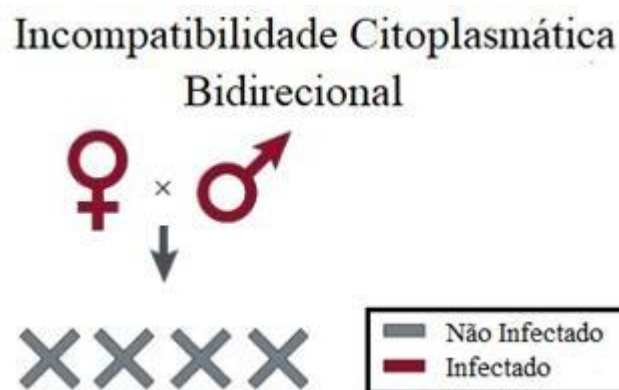 Incompatibilidade Citoplasmática
Bidirecional
×
Não Infectado
Infectado